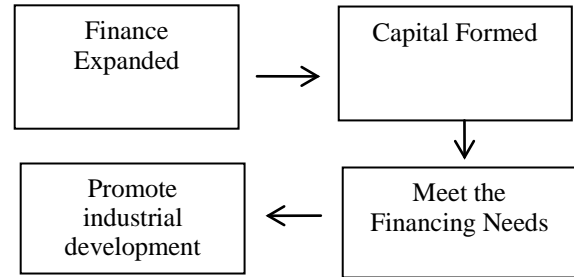 Finance
Expanded
Capital Formed
Meet the
Financing Needs
Promote
industrial
development